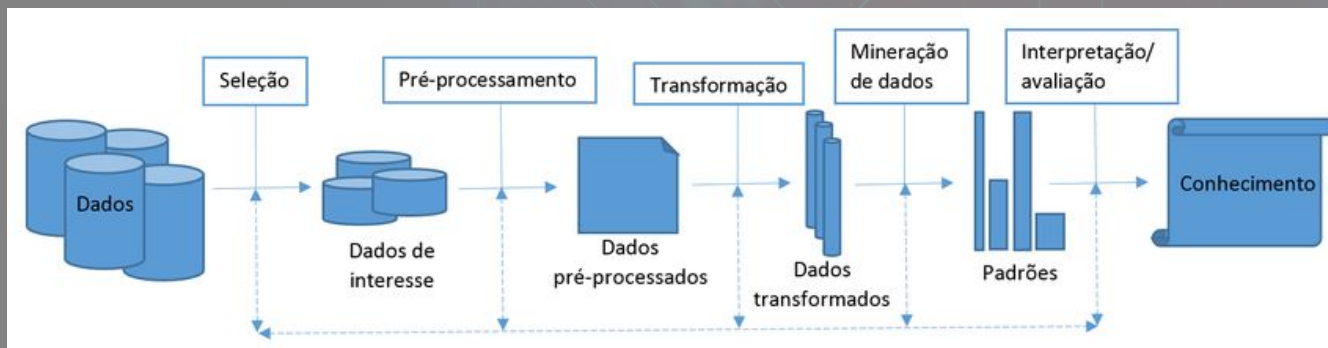 Seleção
Pré-processamento
Transformação
Mineração
de dados
Interpretação/
avaliação
Dados
Dados de
interesse
Dados
pré-processados
Dados
transformados
Padrões
Conhecimento